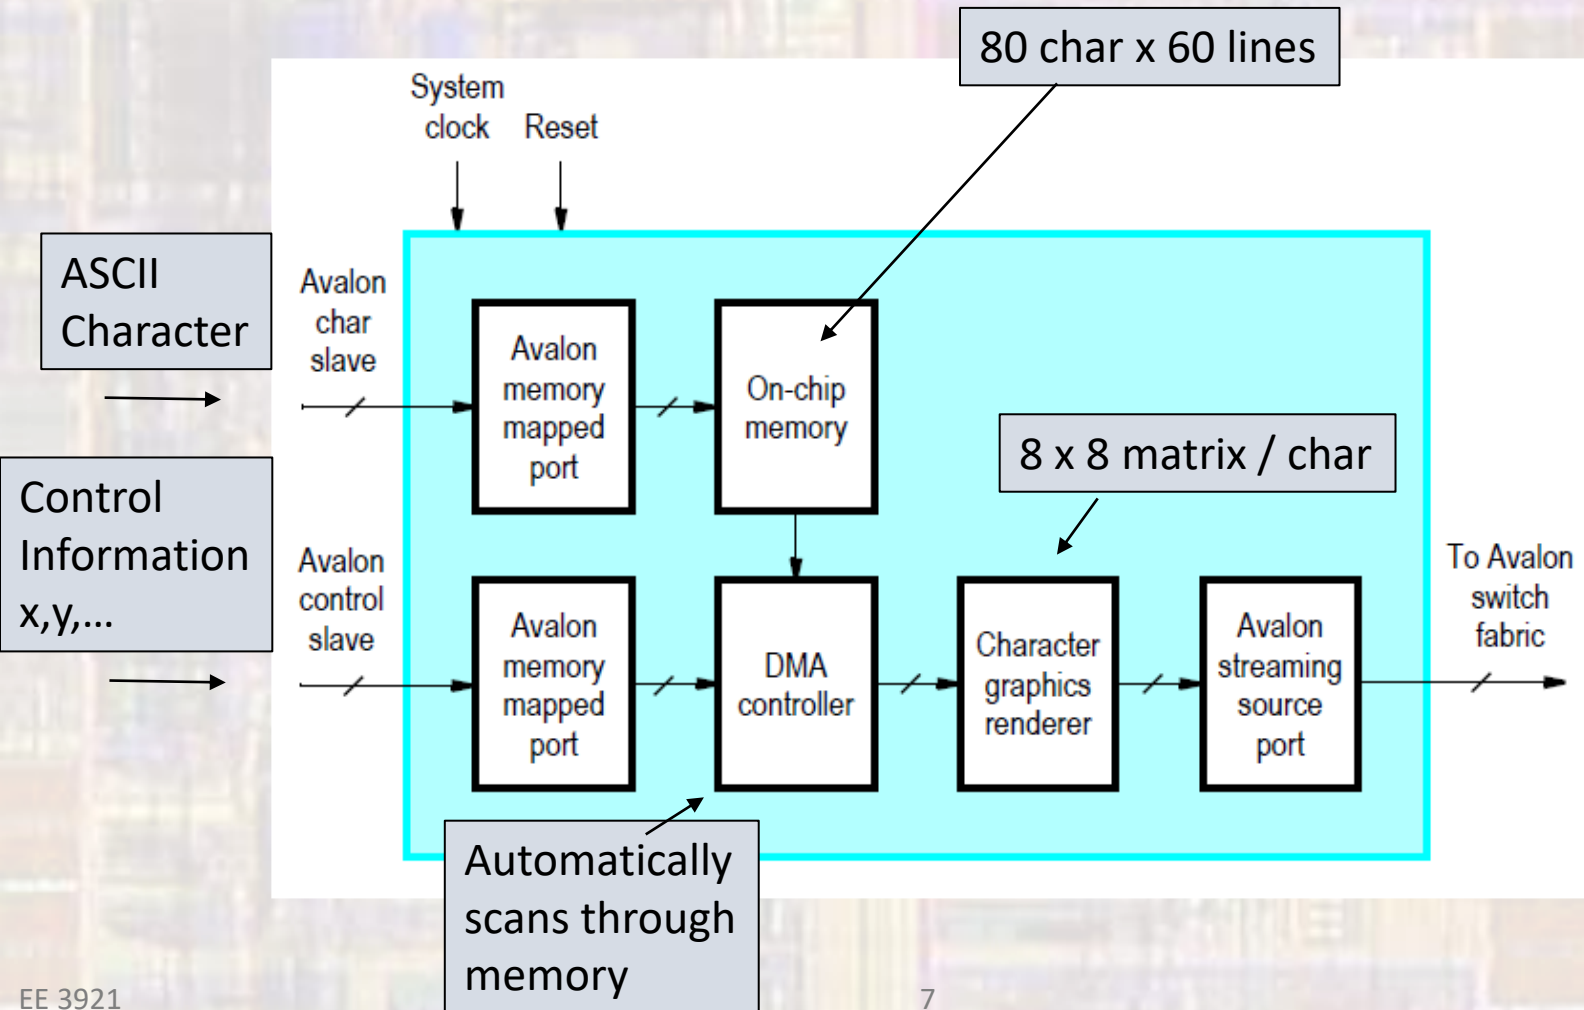 80 char x 60 lines
System
clock
Reset
ASCII
Character
Avalon
char
slave
Avalon
memory
mapped
port
On-chip
memory
8 x 8 matrix / char
Control
Information
x,y,...
Avalon
control
slave
Avalon
memory
mapped
port
DMA
controller
Character
graphics
renderer
Avalon
streaming
source
port
To Avalon
switch
fabric
Automatically
scans through
memory
EE 3921
7